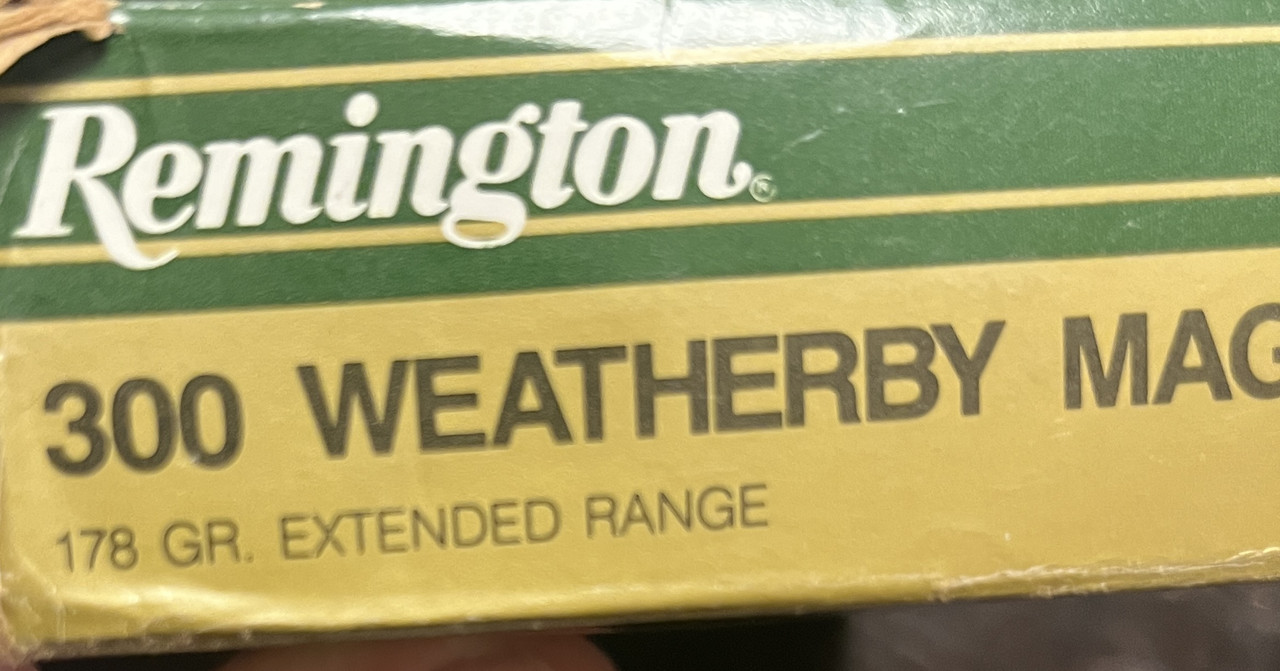 Remington®
300 WEATHERBY MAG
178 GR. EXTENDED RANGE